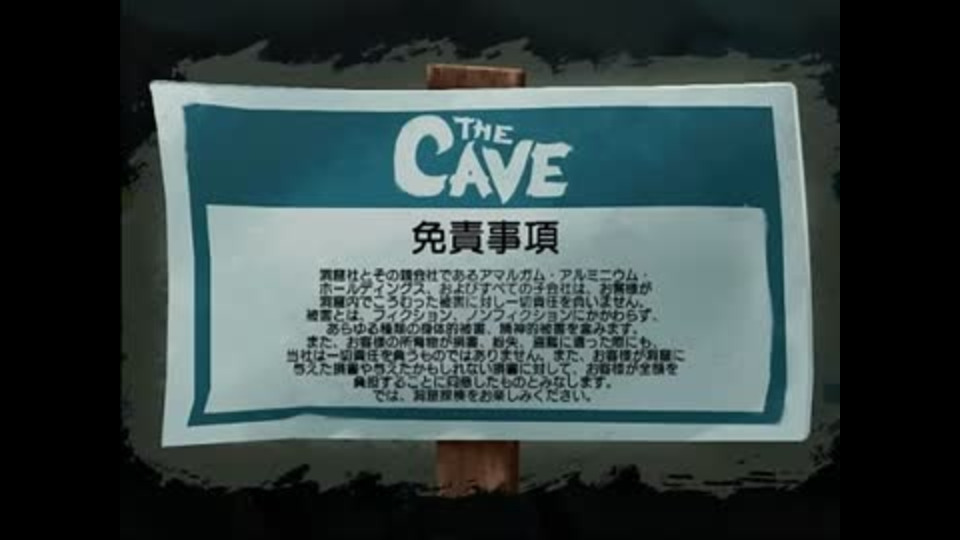 THE
CAVE
免責事項
洞窟社とその親会社であるアマルガム・アルミニウム・
ホールディングス、およびすべての子会社は、お客様が
洞窟内でこうむった被害に対し一切責任を負いません。
被害とは、フィクション、ノンフィクションにかかわらず、
あらゆる種類の身体的被害、精神的被害を含みます。
また、お客様の所有物が損害、紛失、盗難に遭った際にも、
当社は一切責任を負うものではありません。また、お客様が洞窟に
与えた損害や与えたかもしれない損害に対して、お客様が全額を
負担することに同意したものとみなします。
では、洞窟探検をお楽しみください。